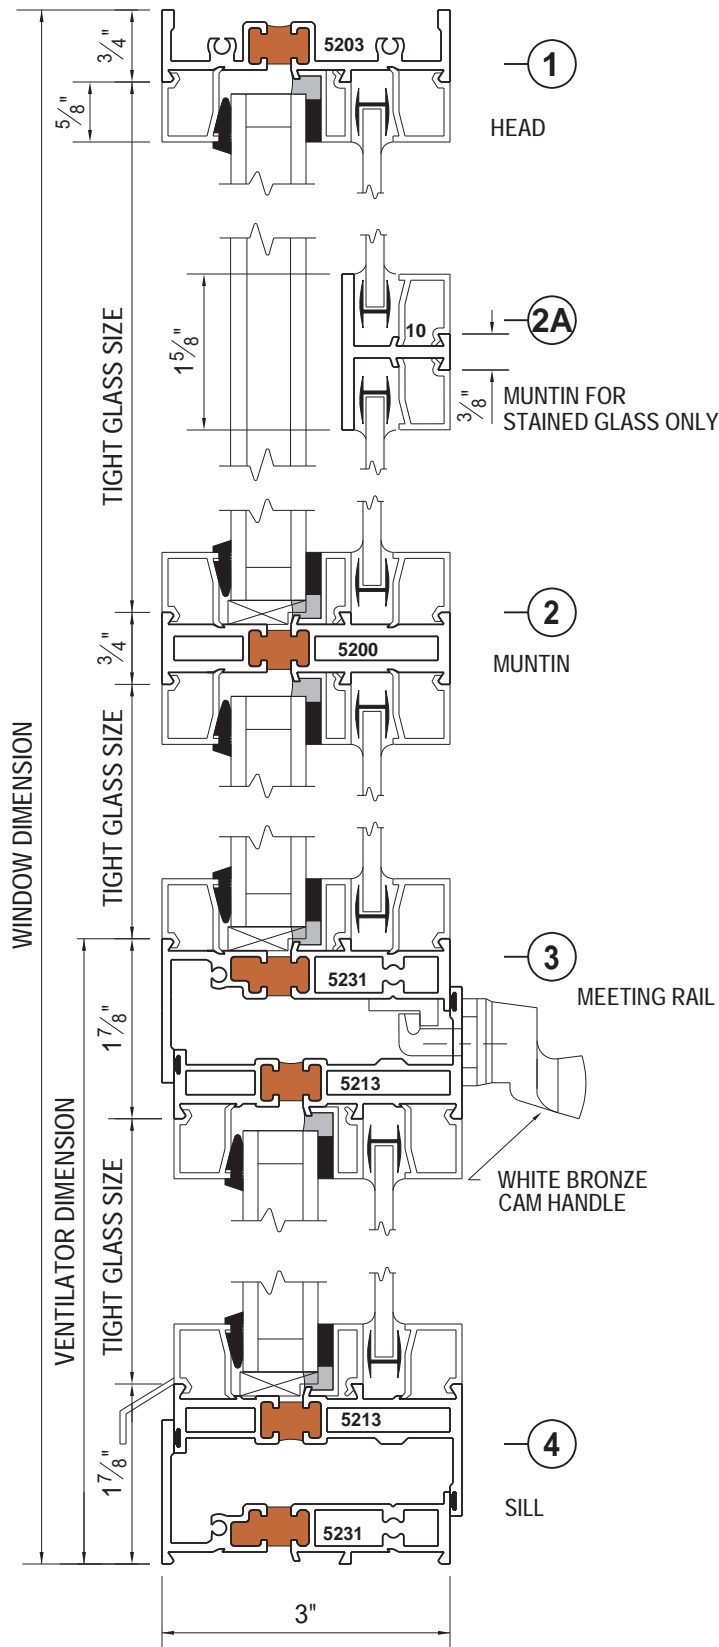 3/4"
5203
1
HEAD
5/8"
TIGHT GLASS SIZE
1 5/8"
10
2A
3/8"
MUNTIN FOR
STAINED GLASS ONLY
2
3/4"
5200
MUNTIN
WINDOW DIMENSION
TIGHT GLASS SIZE
3
5231
MEETING RAIL
1 7/8"
5213
WHITE BRONZE
CAM HANDLE
VENTILATOR DIMENSION
TIGHT GLASS SIZE
5213
4
1 7/8"
SILL
5231
3"